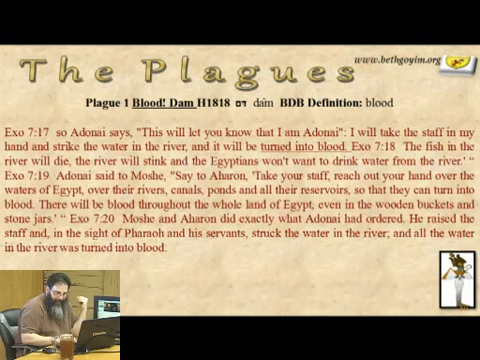 www.bethgoyim.org
The Plagues
Plague 1 Blood! Dam H1818 דם dâm BDB Definition: blood
Exo 7:17 so Adonai says, "This will let you know that I am Adonai": I will take the staff in my
hand and strike the water in the river, and it will be turned into blood. Exo 7:18 The fish in the
river will die, the river will stink and the Egyptians won't want to drink water from the river.' “
Exo 7:19 Adonai said to Moshe, "Say to Aharon, 'Take your staff, reach out your hand over the
waters of Egypt, over their rivers, canals, ponds and all their reservoirs, so that they can turn into
blood. There will be blood throughout the whole land of Egypt, even in the wooden buckets and
stone jars.' “ Exo 7:20 Moshe and Aharon did exactly what Adonai had ordered. He raised the
staff and, in the sight of Pharaoh and his servants, struck the water in the river; and all the water
in the river was turned into blood.